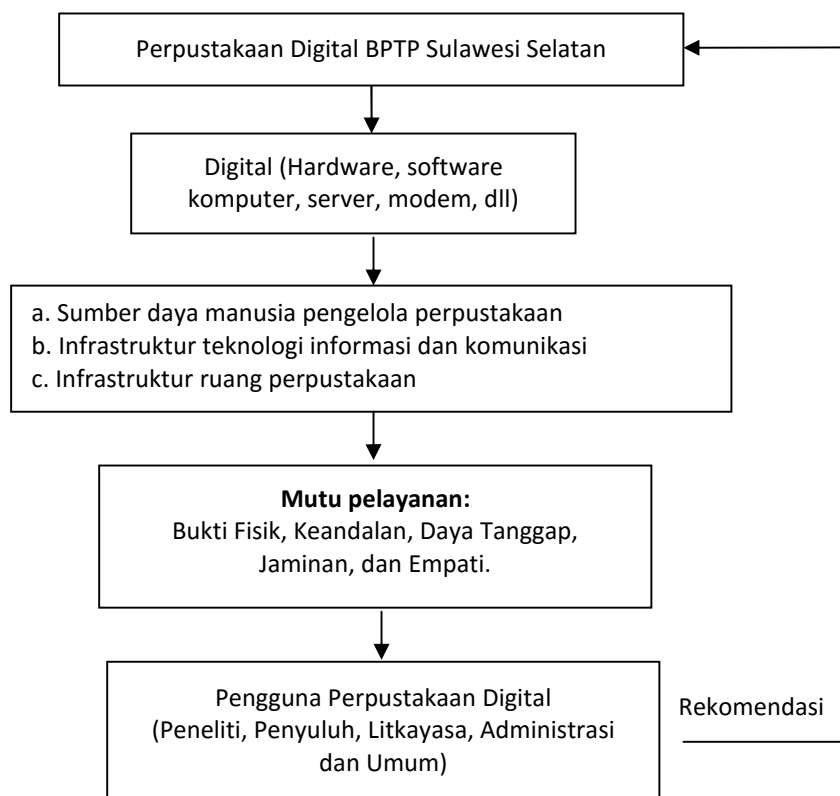 Perpustakaan Digital BPTP Sulawesi Selatan
Digital (Hardware, software
komputer, server, modem, dll)
a. Sumber daya manusia pengelola perpustakaan
b. Infrastruktur teknologi informasi dan komunikasi
c. Infrastruktur ruang perpustakaan
Mutu pelayanan:
Bukti Fisik, Keandalan, Daya Tanggap,
Jaminan, dan Empati.
Pengguna Perpustakaan Digital
(Peneliti, Penyuluh, Litkayasa, Administrasi
dan Umum)
Rekomendasi